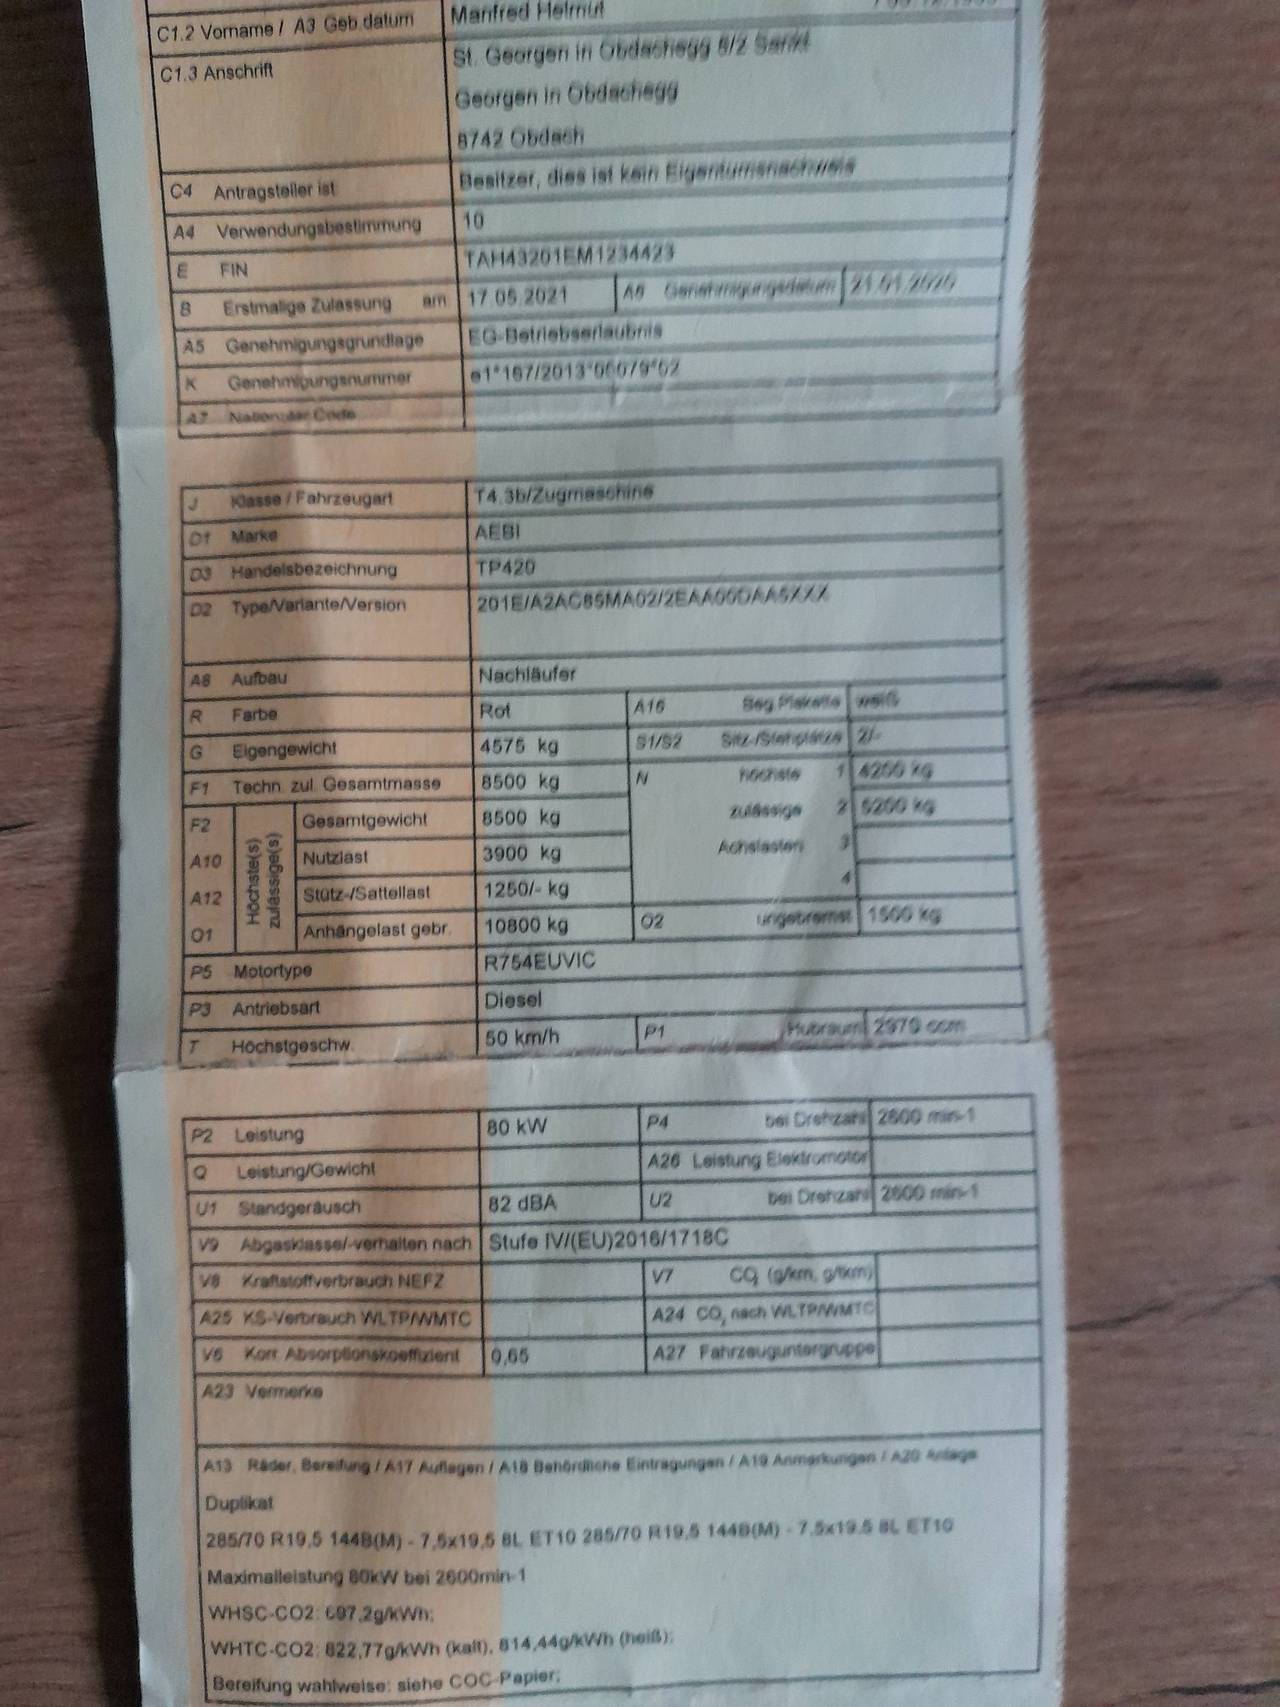 C1.2 Vorname / A3 Geb.datum Manfred Helmut
C1.3 Anschrift St. Georgen in Obdachegg 6/2 Sankt
Georgen in Obdachegg
8742 Obdach
C4 Antragsteller ist Besitzer, dies ist kein Eigentumsnachweis
A4 Verwendungsbestimmung 10
E FIN TAH43201EM1234423
B Erstmalige Zulassung am 17.05.2021 A6 Genehmigungsdatum 21.01.2020
A5 Genehmigungsgrundlage EG-Betriebserlaubnis
K Genehmigungsnummer e1*167/2013*00079*02
A7 Nationaler Code
J Klasse / Fahrzeugart T4.3b/Zugmaschine
D1 Marke AEBI
D3 Handelsbezeichnung TP420
D2 Type/Variante/Version 201E/A2AC85MA02/2EAA00DAA5XXX
A8 Aufbau Nachläufer
R Farbe Rot A16 Beg.Plakette weiß
G Eigengewicht 4575 kg S1/S2 Sitz-/Stehplätze 2/-
F1 Techn. zul. Gesamtmasse 8500 kg N höchste 1 4200 kg
F2 Höchste(s) zulässige(s) Gesamtgewicht 8500 kg zulässige 2 5200 kg
A10 Nutzlast 3900 kg Achslasten 3
A12 Stütz-/Sattellast 1250/- kg 4
O1 Anhängelast gebr. 10800 kg O2 ungebremst 1500 kg
P5 Motortype R754EUVIC
P3 Antriebsart Diesel
T Höchstgeschw. 50 km/h P1 Hubraum 2970 ccm
P2 Leistung 80 kW P4 bei Drehzahl 2600 min-1
Q Leistung/Gewicht A26 Leistung Elektromotor
U1 Standgeräusch 82 dBA U2 bei Drehzahl 2600 min-1
V9 Abgasklasse/-verhalten nach Stufe IV/(EU)2016/1718C
V8 Kraftstoffverbrauch NEFZ V7 CO2 (g/km, g/tkm)
A25 KS-Verbrauch WLTP/WMTC A24 CO2 nach WLTP/WMTC
V6 Korr. Absorptionskoeffizient 0,65 A27 Fahrzeuguntergruppe
A23 Vermerke
A13 Räder, Bereifung / A17 Auflagen / A18 Behördliche Eintragungen / A19 Anmerkungen / A20 Anlage
Duplikat
285/70 R19,5 144B(M) - 7,5x19,5 8L ET10 285/70 R19,5 144B(M) - 7,5x19,5 8L ET10
Maximalleistung 80kW bei 2600min-1
WHSC-CO2: 697,2g/kWh;
WHTC-CO2: 822,77g/kWh (kalt), 814,44g/kWh (heiß);
Bereifung wahlweise: siehe COC-Papier;